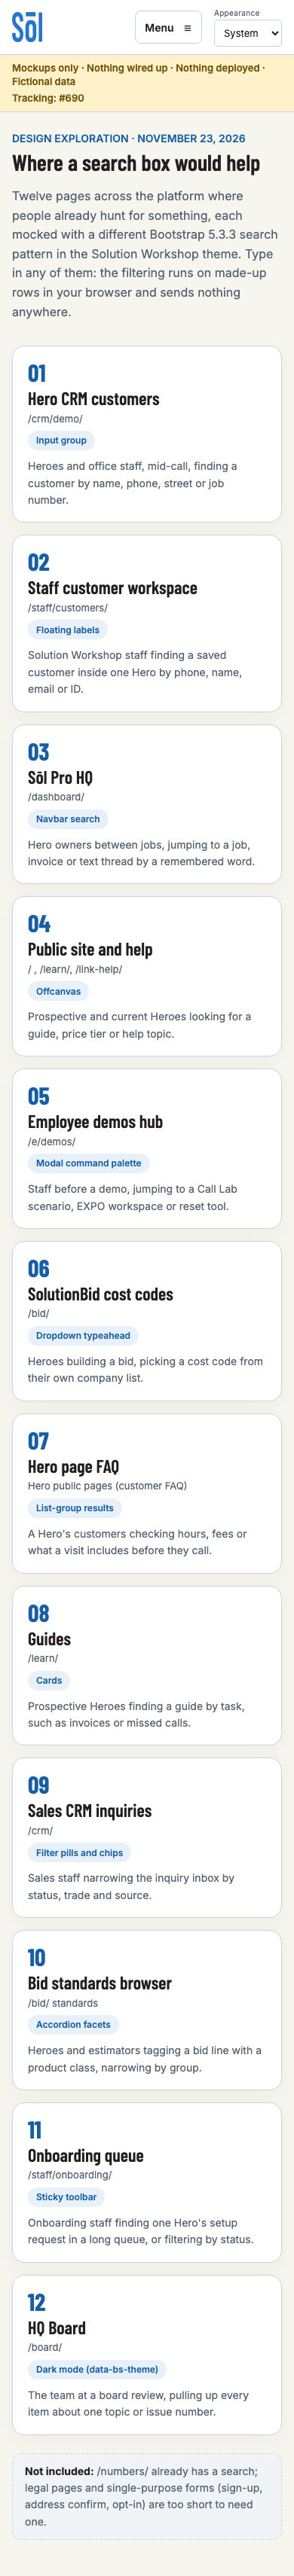 Sōl
Menu ≡
Appearance
System
Mockups only · Nothing wired up · Nothing deployed ·
Fictional data
Tracking: #690
DESIGN EXPLORATION · NOVEMBER 23, 2026
Where a search box would help
Twelve pages across the platform where
people already hunt for something, each
mocked with a different Bootstrap 5.3.3 search
pattern in the Solution Workshop theme. Type
in any of them: the filtering runs on made-up
rows in your browser and sends nothing
anywhere.
01
Hero CRM customers
/crm/demo/
Input group
Heroes and office staff, mid-call, finding a
customer by name, phone, street or job
number.
02
Staff customer workspace
/staff/customers/
Floating labels
Solution Workshop staff finding a saved
customer inside one Hero by phone, name,
email or ID.
03
Sōl Pro HQ
/dashboard/
Navbar search
Hero owners between jobs, jumping to a job,
invoice or text thread by a remembered word.
04
Public site and help
/ , /learn/, /link-help/
Offcanvas
Prospective and current Heroes looking for a
guide, price tier or help topic.
05
Employee demos hub
/e/demos/
Modal command palette
Staff before a demo, jumping to a Call Lab
scenario, EXPO workspace or reset tool.
06
SolutionBid cost codes
/bid/
Dropdown typeahead
Heroes building a bid, picking a cost code from
their own company list.
07
Hero page FAQ
Hero public pages (customer FAQ)
List-group results
A Hero's customers checking hours, fees or
what a visit includes before they call.
08
Guides
/learn/
Cards
Prospective Heroes finding a guide by task,
such as invoices or missed calls.
09
Sales CRM inquiries
/crm/
Filter pills and chips
Sales staff narrowing the inquiry inbox by
status, trade and source.
10
Bid standards browser
/bid/ standards
Accordion facets
Heroes and estimators tagging a bid line with a
product class, narrowing by group.
11
Onboarding queue
/staff/onboarding/
Sticky toolbar
Onboarding staff finding one Hero's setup
request in a long queue, or filtering by status.
12
HQ Board
/board/
Dark mode (data-bs-theme)
The team at a board review, pulling up every
item about one topic or issue number.
Not included: /numbers/ already has a search;
legal pages and single-purpose forms (sign-up,
address confirm, opt-in) are too short to need
one.